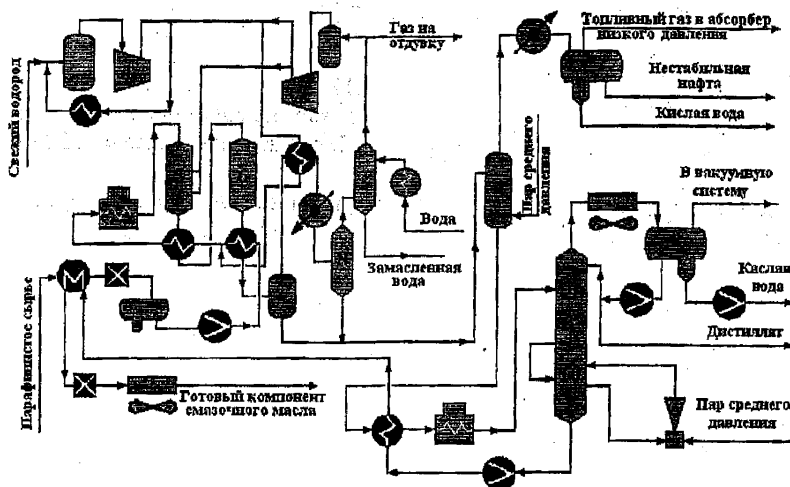 Топливный газ в абсорбер
низкого давления
Газ на
отдувку
Нестабильная
нафта
Кислая вода
Свежий водород
Пар среднего
давления
В вакуумную
систему
Вода
Замасленная
вода
Кислая
вода
Дистиллят
Парафинистое сырье
Готовый компонент
смазочного масла
Пар среднего
давления